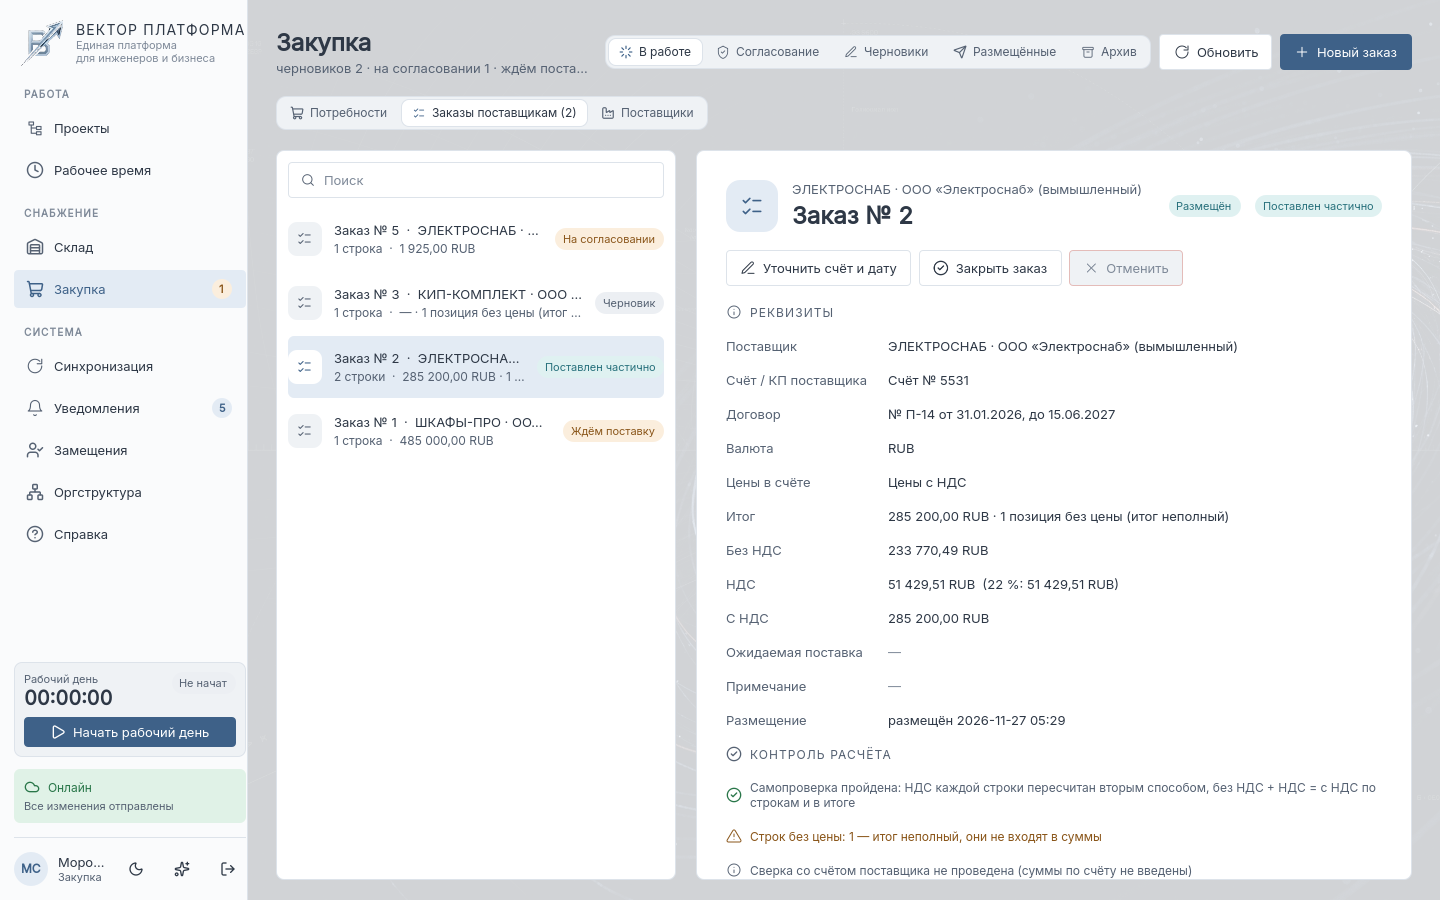 ВЕКТОР ПЛАТФОРМА
Единая платформа
для инженеров и бизнеса
РАБОТА
Проекты
Рабочее время
СНАБЖЕНИЕ
Склад
Закупка 1
СИСТЕМА
Синхронизация
Уведомления 5
Замещения
Оргструктура
Справка
Рабочий день
Не начат
00:00:00
Начать рабочий день
Онлайн
Все изменения отправлены
МС
Моро...
Закупка
Закупка
черновиков 2 · на согласовании 1 · ждём поста...
В работе
Согласование
Черновики
Размещённые
Архив
Обновить
Новый заказ
Потребности
Заказы поставщикам (2)
Поставщики
Поиск
Заказ № 5 · ЭЛЕКТРОСНАБ · ...
1 строка · 1 925,00 RUB
На согласовании
Заказ № 3 · КИП-КОМПЛЕКТ · ООО ...
1 строка · — · 1 позиция без цены (итог ...
Черновик
Заказ № 2 · ЭЛЕКТРОСНА...
2 строки · 285 200,00 RUB · 1 ...
Поставлен частично
Заказ № 1 · ШКАФЫ-ПРО · ОО...
1 строка · 485 000,00 RUB
Ждём поставку
ЭЛЕКТРОСНАБ · ООО «Электроснаб» (вымышленный)
Заказ № 2
Размещён
Поставлен частично
Уточнить счёт и дату
Закрыть заказ
Отменить
РЕКВИЗИТЫ
Поставщик ЭЛЕКТРОСНАБ · ООО «Электроснаб» (вымышленный)
Счёт / КП поставщика Счёт № 5531
Договор № П-14 от 31.01.2026, до 15.06.2027
Валюта RUB
Цены в счёте Цены с НДС
Итог 285 200,00 RUB · 1 позиция без цены (итог неполный)
Без НДС 233 770,49 RUB
НДС 51 429,51 RUB (22 %: 51 429,51 RUB)
С НДС 285 200,00 RUB
Ожидаемая поставка —
Примечание —
Размещение размещён 2026-11-27 05:29
КОНТРОЛЬ РАСЧЁТА
Самопроверка пройдена: НДС каждой строки пересчитан вторым способом, без НДС + НДС = с НДС по
строкам и в итоге
Строк без цены: 1 — итог неполный, они не входят в суммы
Сверка со счётом поставщика не проведена (суммы по счёту не введены)